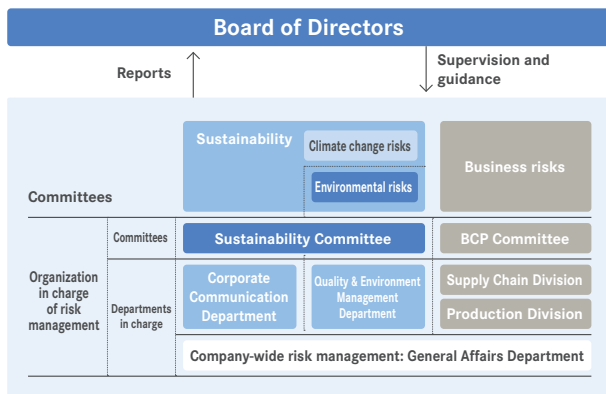 Board of Directors
Reports
Supervision and
guidance
Sustainability
Climate change risks
Environmental risks
Business risks
Committees
Organization
in charge
of risk
management
Committees
Sustainability Committee
BCP Committee
Departments
in charge
Corporate
Communication
Department
Quality & Environment
Management
Department
Supply Chain Division
Production Division
Company-wide risk management: General Affairs Department